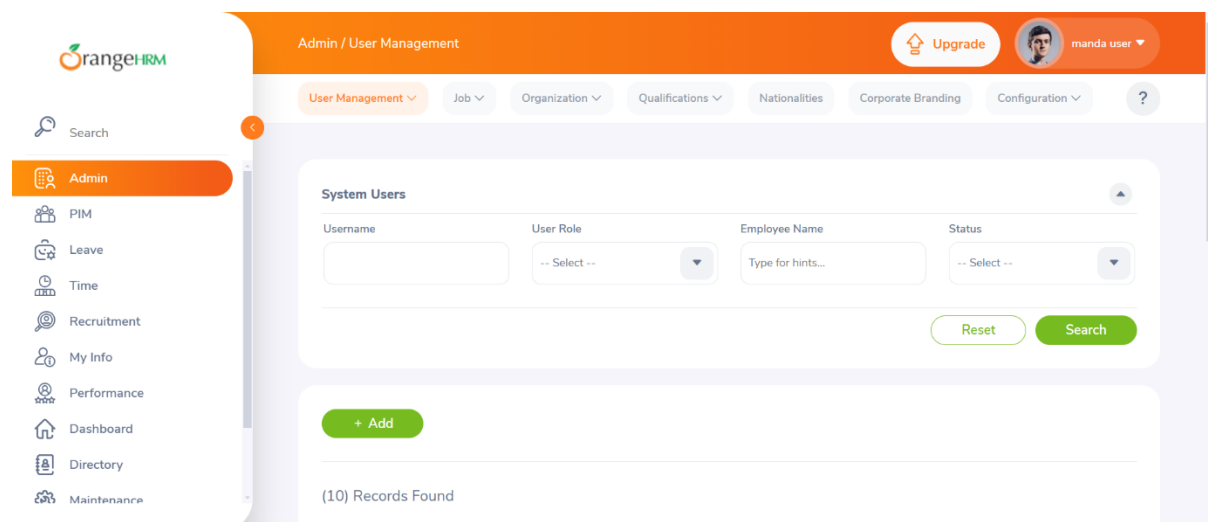 OrangeHRM
Search
Admin
PIM
Leave
Time
Recruitment
My Info
Performance
Dashboard
Directory
Maintenance
Admin / User Management
Upgrade
manda user
User Management
Job
Organization
Qualifications
Nationalities
Corporate Branding
Configuration
?
System Users
Username
User Role
Employee Name
Status
-- Select --
Type for hints...
-- Select --
Reset
Search
+ Add
(10) Records Found